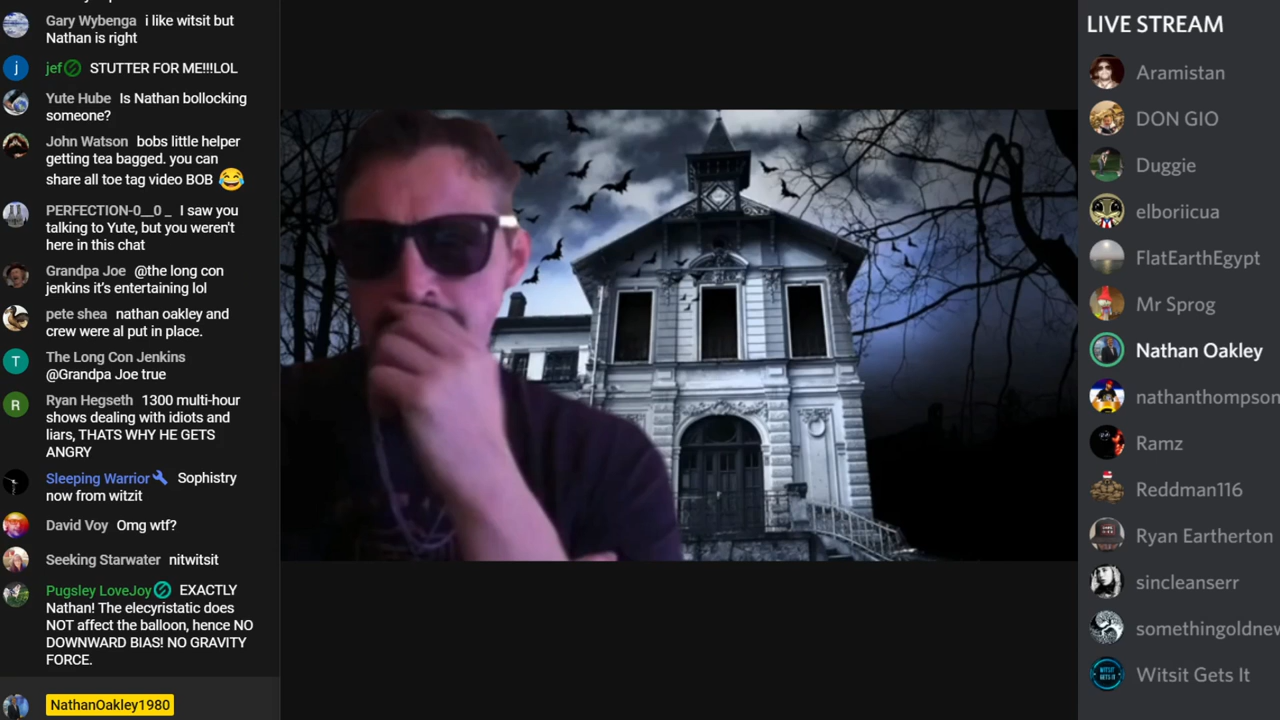 Gary Wybenga i like witsit but
Nathan is right
jef STUTTER FOR ME!!!LOL
Yute Hube Is Nathan bollocking
someone?
John Watson bobs little helper
getting tea bagged. you can
share all toe tag video BOB 😂
PERFECTION-0__0 _ I saw you
talking to Yute, but you weren't
here in this chat
Grandpa Joe @the long con
jenkins it's entertaining lol
pete shea nathan oakley and
crew were al put in place.
The Long Con Jenkins
@Grandpa Joe true
Ryan Hegseth 1300 multi-hour
shows dealing with idiots and
liars, THATS WHY HE GETS
ANGRY
Sleeping Warrior Sophistry
now from witzit
David Voy Omg wtf?
Seeking Starwater nitwitsit
Pugsley LoveJoy EXACTLY
Nathan! The elecyristatic does
NOT affect the balloon, hence NO
DOWNWARD BIAS! NO GRAVITY
FORCE.
NathanOakley1980
LIVE STREAM
Aramistan
DON GIO
Duggie
elboriicua
FlatEarthEgypt
Mr Sprog
Nathan Oakley
nathanthompson
Ramz
Reddman116
Ryan Eartherton
sincleanserr
somethingoldnew
Witsit Gets It